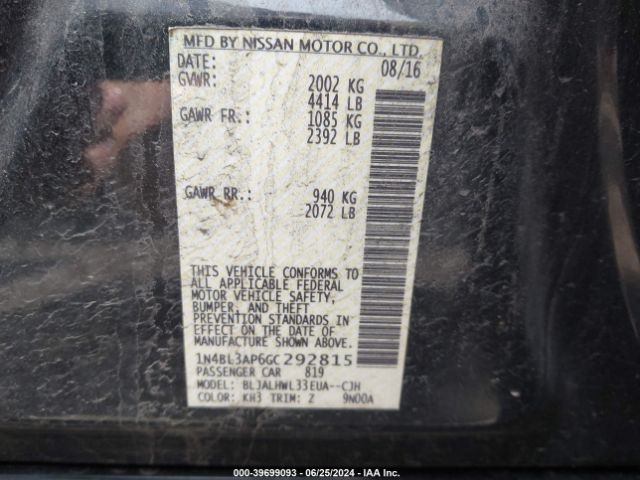 MFD BY NISSAN MOTOR CO., LTD.
DATE: 08/16
GVWR: 2002 KG
4414 LB
GAWR FR.: 1085 KG
2392 LB
GAWR RR.: 940 KG
2072 LB
THIS VEHICLE CONFORMS TO
ALL APPLICABLE FEDERAL
MOTOR VEHICLE SAFETY,
BUMPER, AND THEFT
PREVENTION STANDARDS
IN EFFECT ON THE DATE OF
MANUFACTURE SHOWN ABOVE.
1N4BL3AP6GC292815
PASSENGER CAR 819
MODEL: BLJALHWL33EUA--CJH
COLOR: KH3 TRIM: Z 9N00A
000-39699093 - 06/25/2024 - IAA Inc.